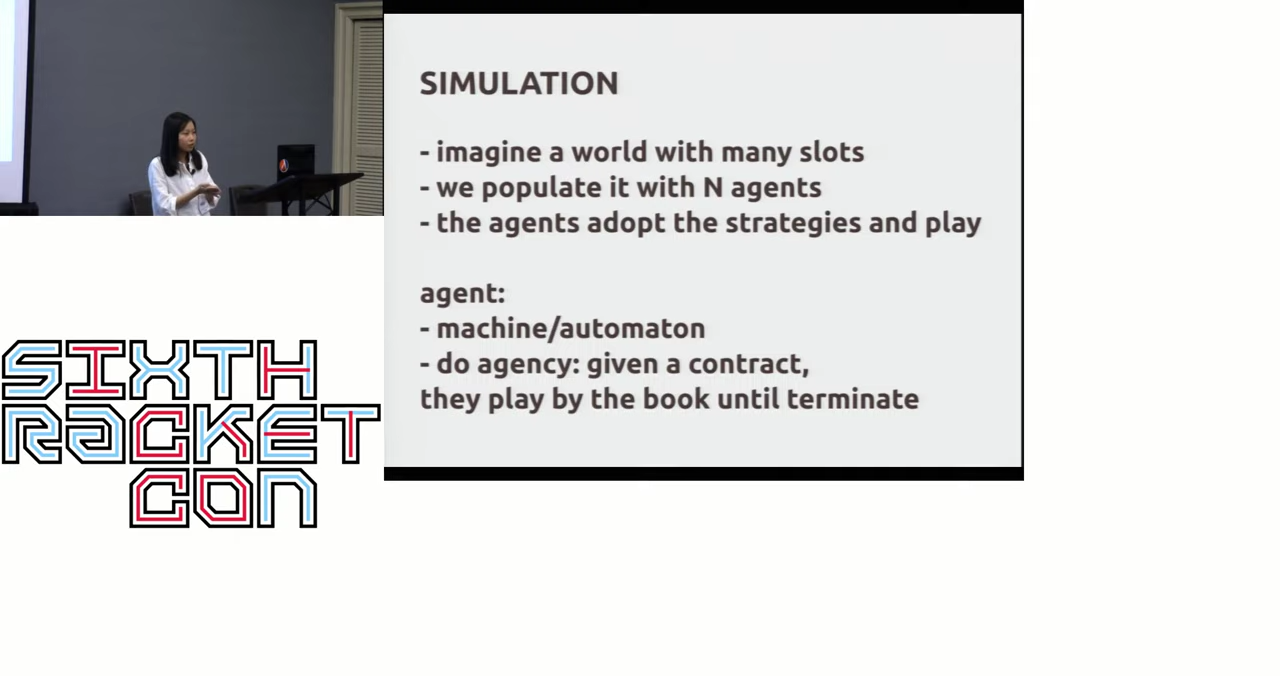 SIMULATION
- imagine a world with many slots
- we populate it with N agents
- the agents adopt the strategies and play
agent:
- machine/automaton
- do agency: given a contract,
they play by the book until terminate
SIXTH
RACKET
CON